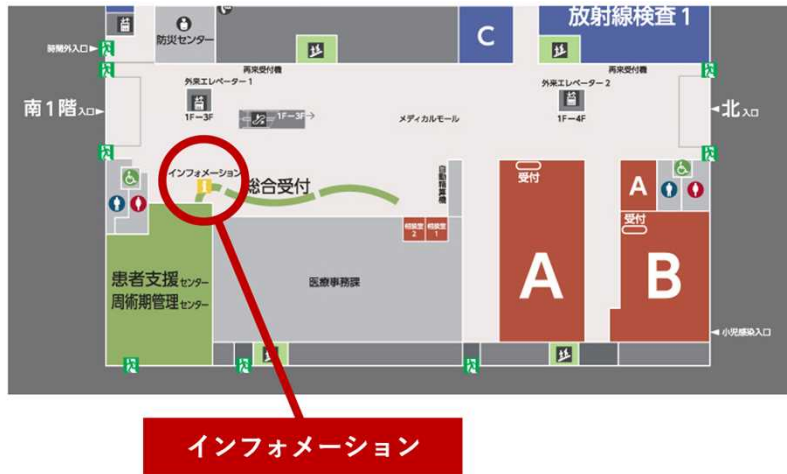 放射線検査1
防災センター
C
時間外入口
再来受付機
再来受付機
外来エレベーター1
外来エレベーター2
南1階入口
1F-3F
1F-3F
メディカルモール
1F-4F
北入口
インフォメーション
総合受付
自動精算機
受付
A
受付
相談室2
相談室1
患者支援センター
周術期管理センター
医療事務課
A
B
小児感染入口
インフォメーション